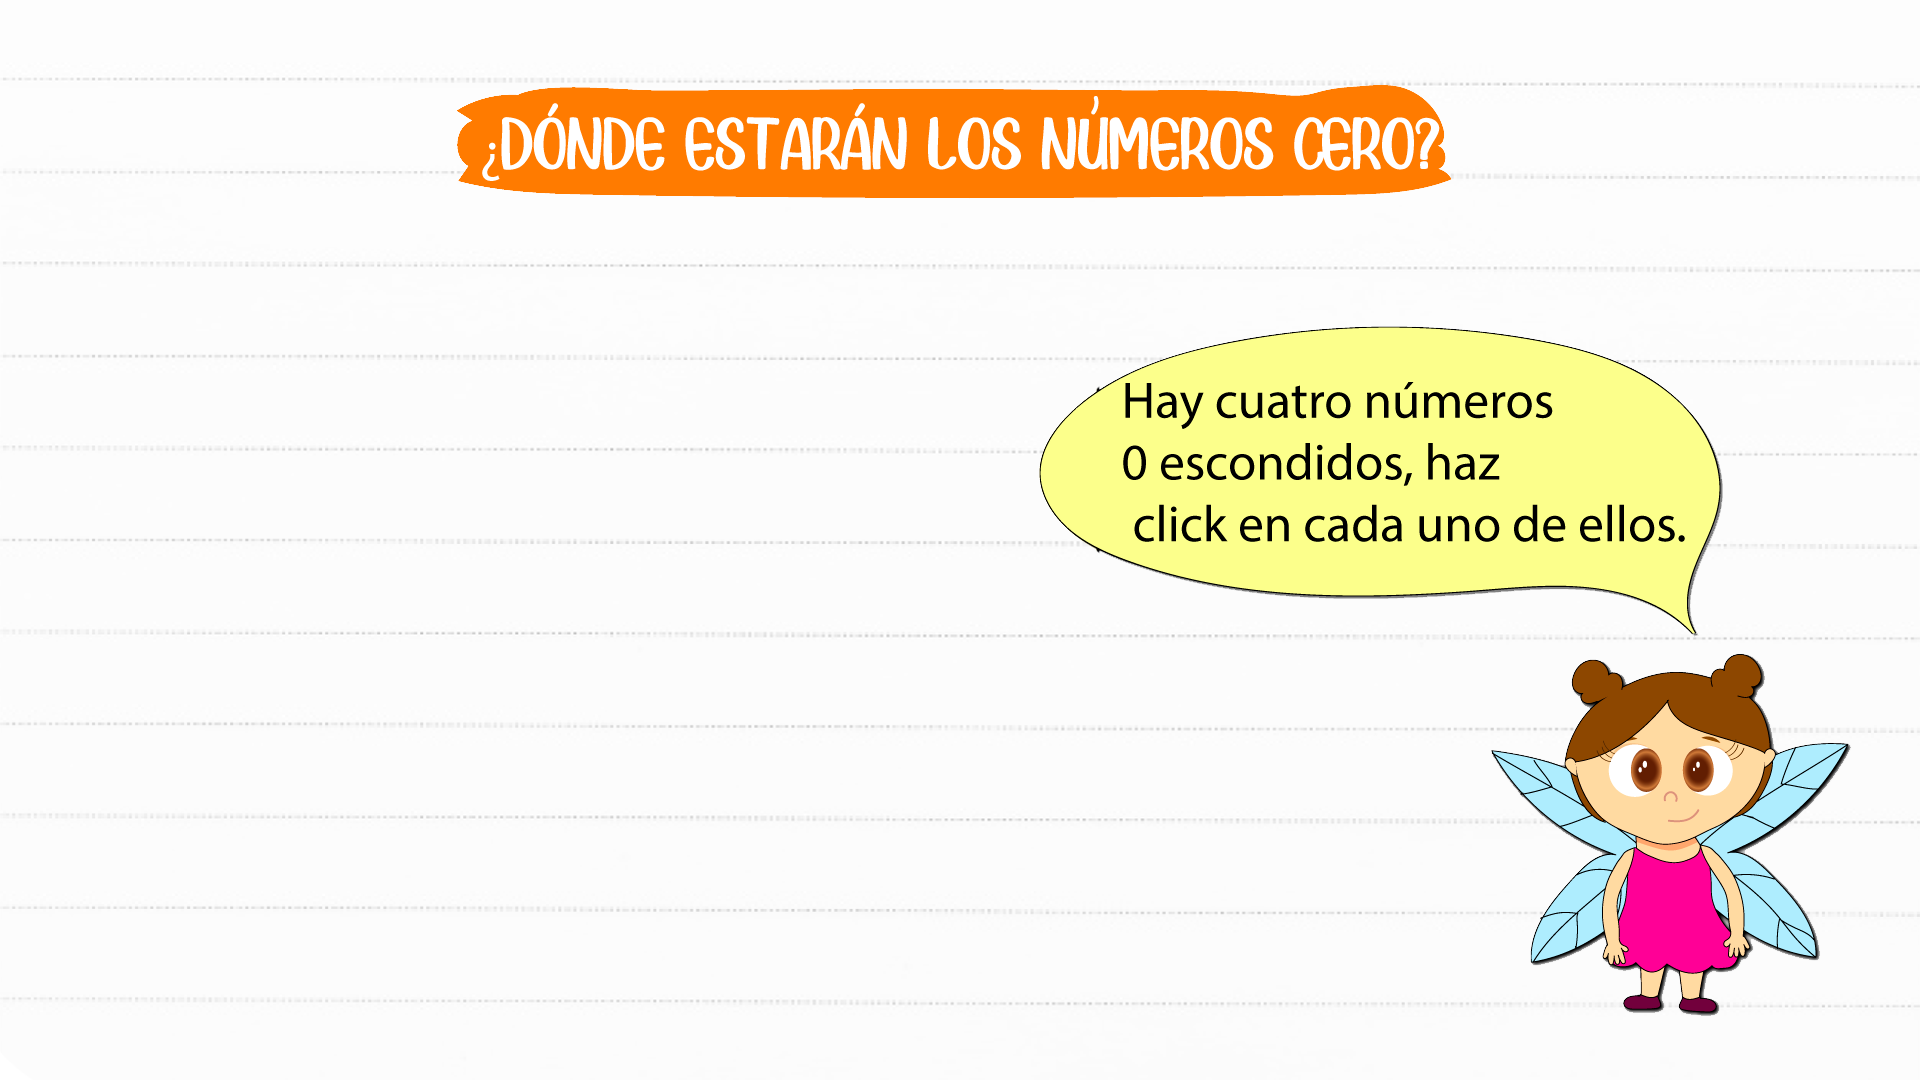 ¿DÓNDE ESTARÁN LOS NÚMEROS CERO?
Hay cuatro números
0 escondidos, haz
click en cada uno de ellos.